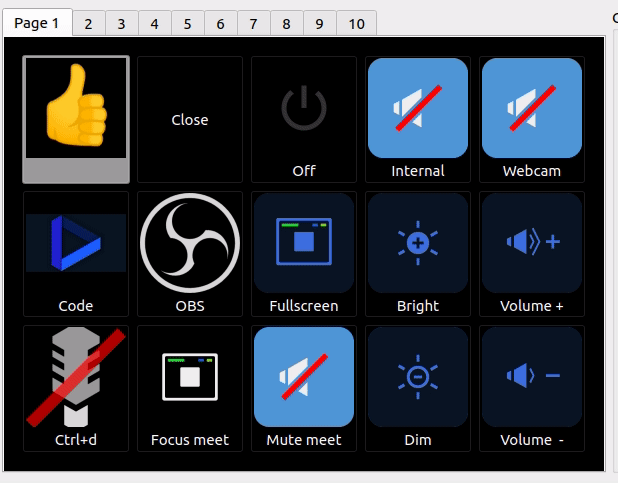 Page 1 2 3 4 5 6 7 8 9 10
Close
Off Internal Webcam
Code OBS Fullscreen Bright Volume +
Ctrl+d Focus meet Mute meet Dim Volume -